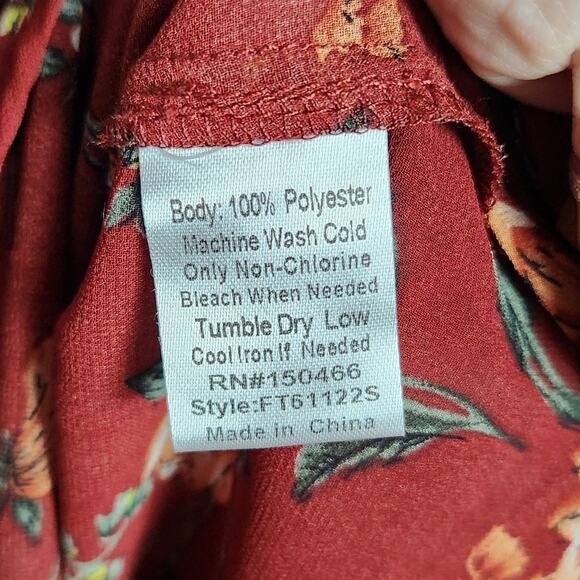 Body: 100% Polyester
Machine Wash Cold
Only Non-Chlorine
Bleach When Needed
Tumble Dry Low
Cool Iron If Needed
RN#150466
Style:FT61122S
Made in China